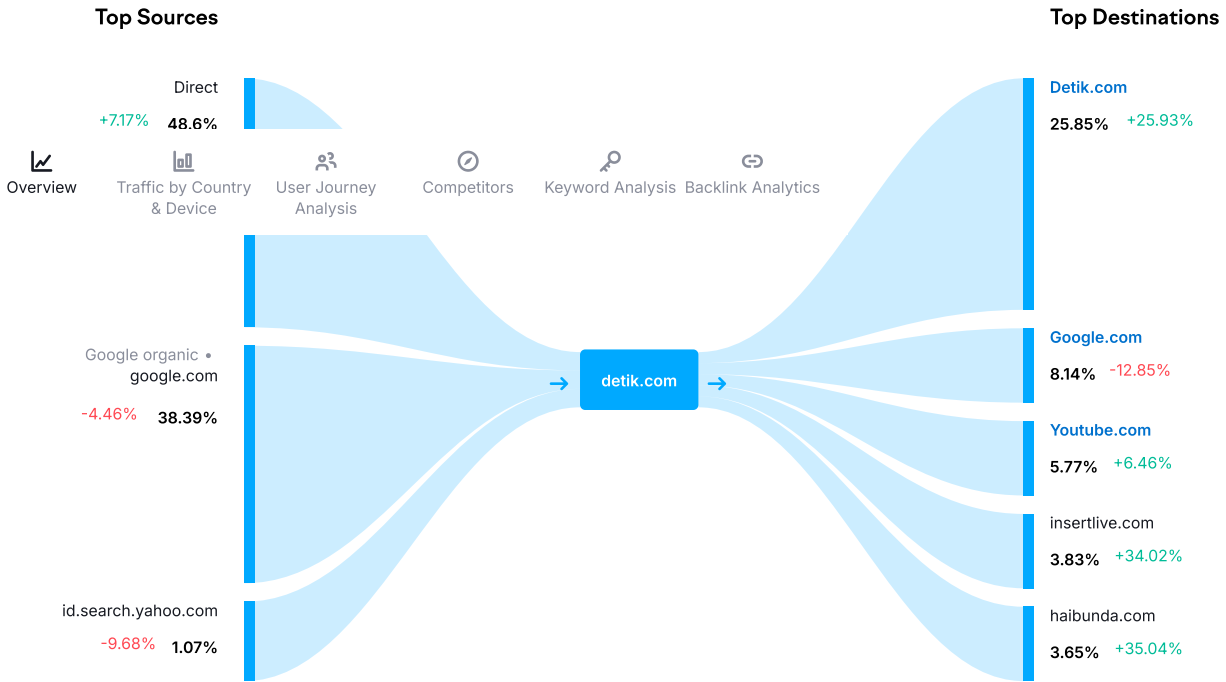 Top Sources
Top Destinations
Direct
+7.17% 48.6%
Overview
Traffic by Country
& Device
User Journey
Analysis
Competitors
Keyword Analysis
Backlink Analytics
Google organic •
google.com
-4.46% 38.39%
id.search.yahoo.com
-9.68% 1.07%
detik.com
Detik.com
25.85% +25.93%
Google.com
8.14% -12.85%
Youtube.com
5.77% +6.46%
insertlive.com
3.83% +34.02%
haibunda.com
3.65% +35.04%